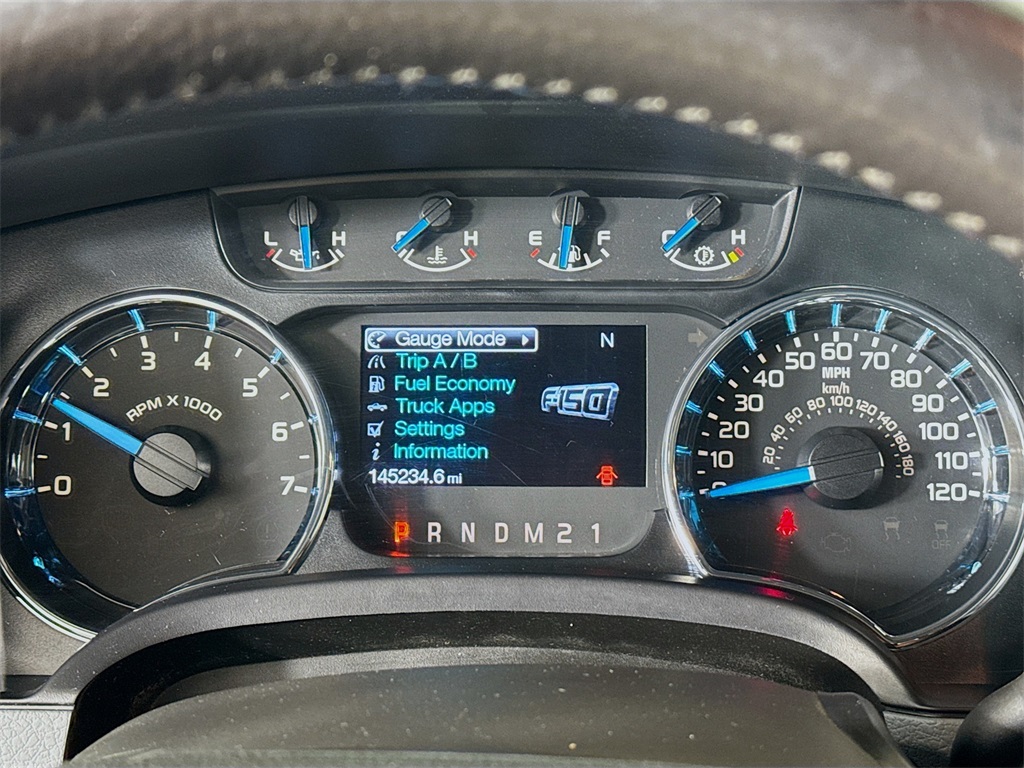 L H
C H
E F
C H
0 1 2 3 4 5 6 7
RPM X 1000
Gauge Mode
N
Trip A / B
Fuel Economy
Truck Apps
F150
Settings
i Information
145234.6 mi
P R N D M 2 1
10 20 30 40 50 60 70 80 90 100 110 120
MPH
km/h
20 40 60 80 100 120 140 160 180
OFF